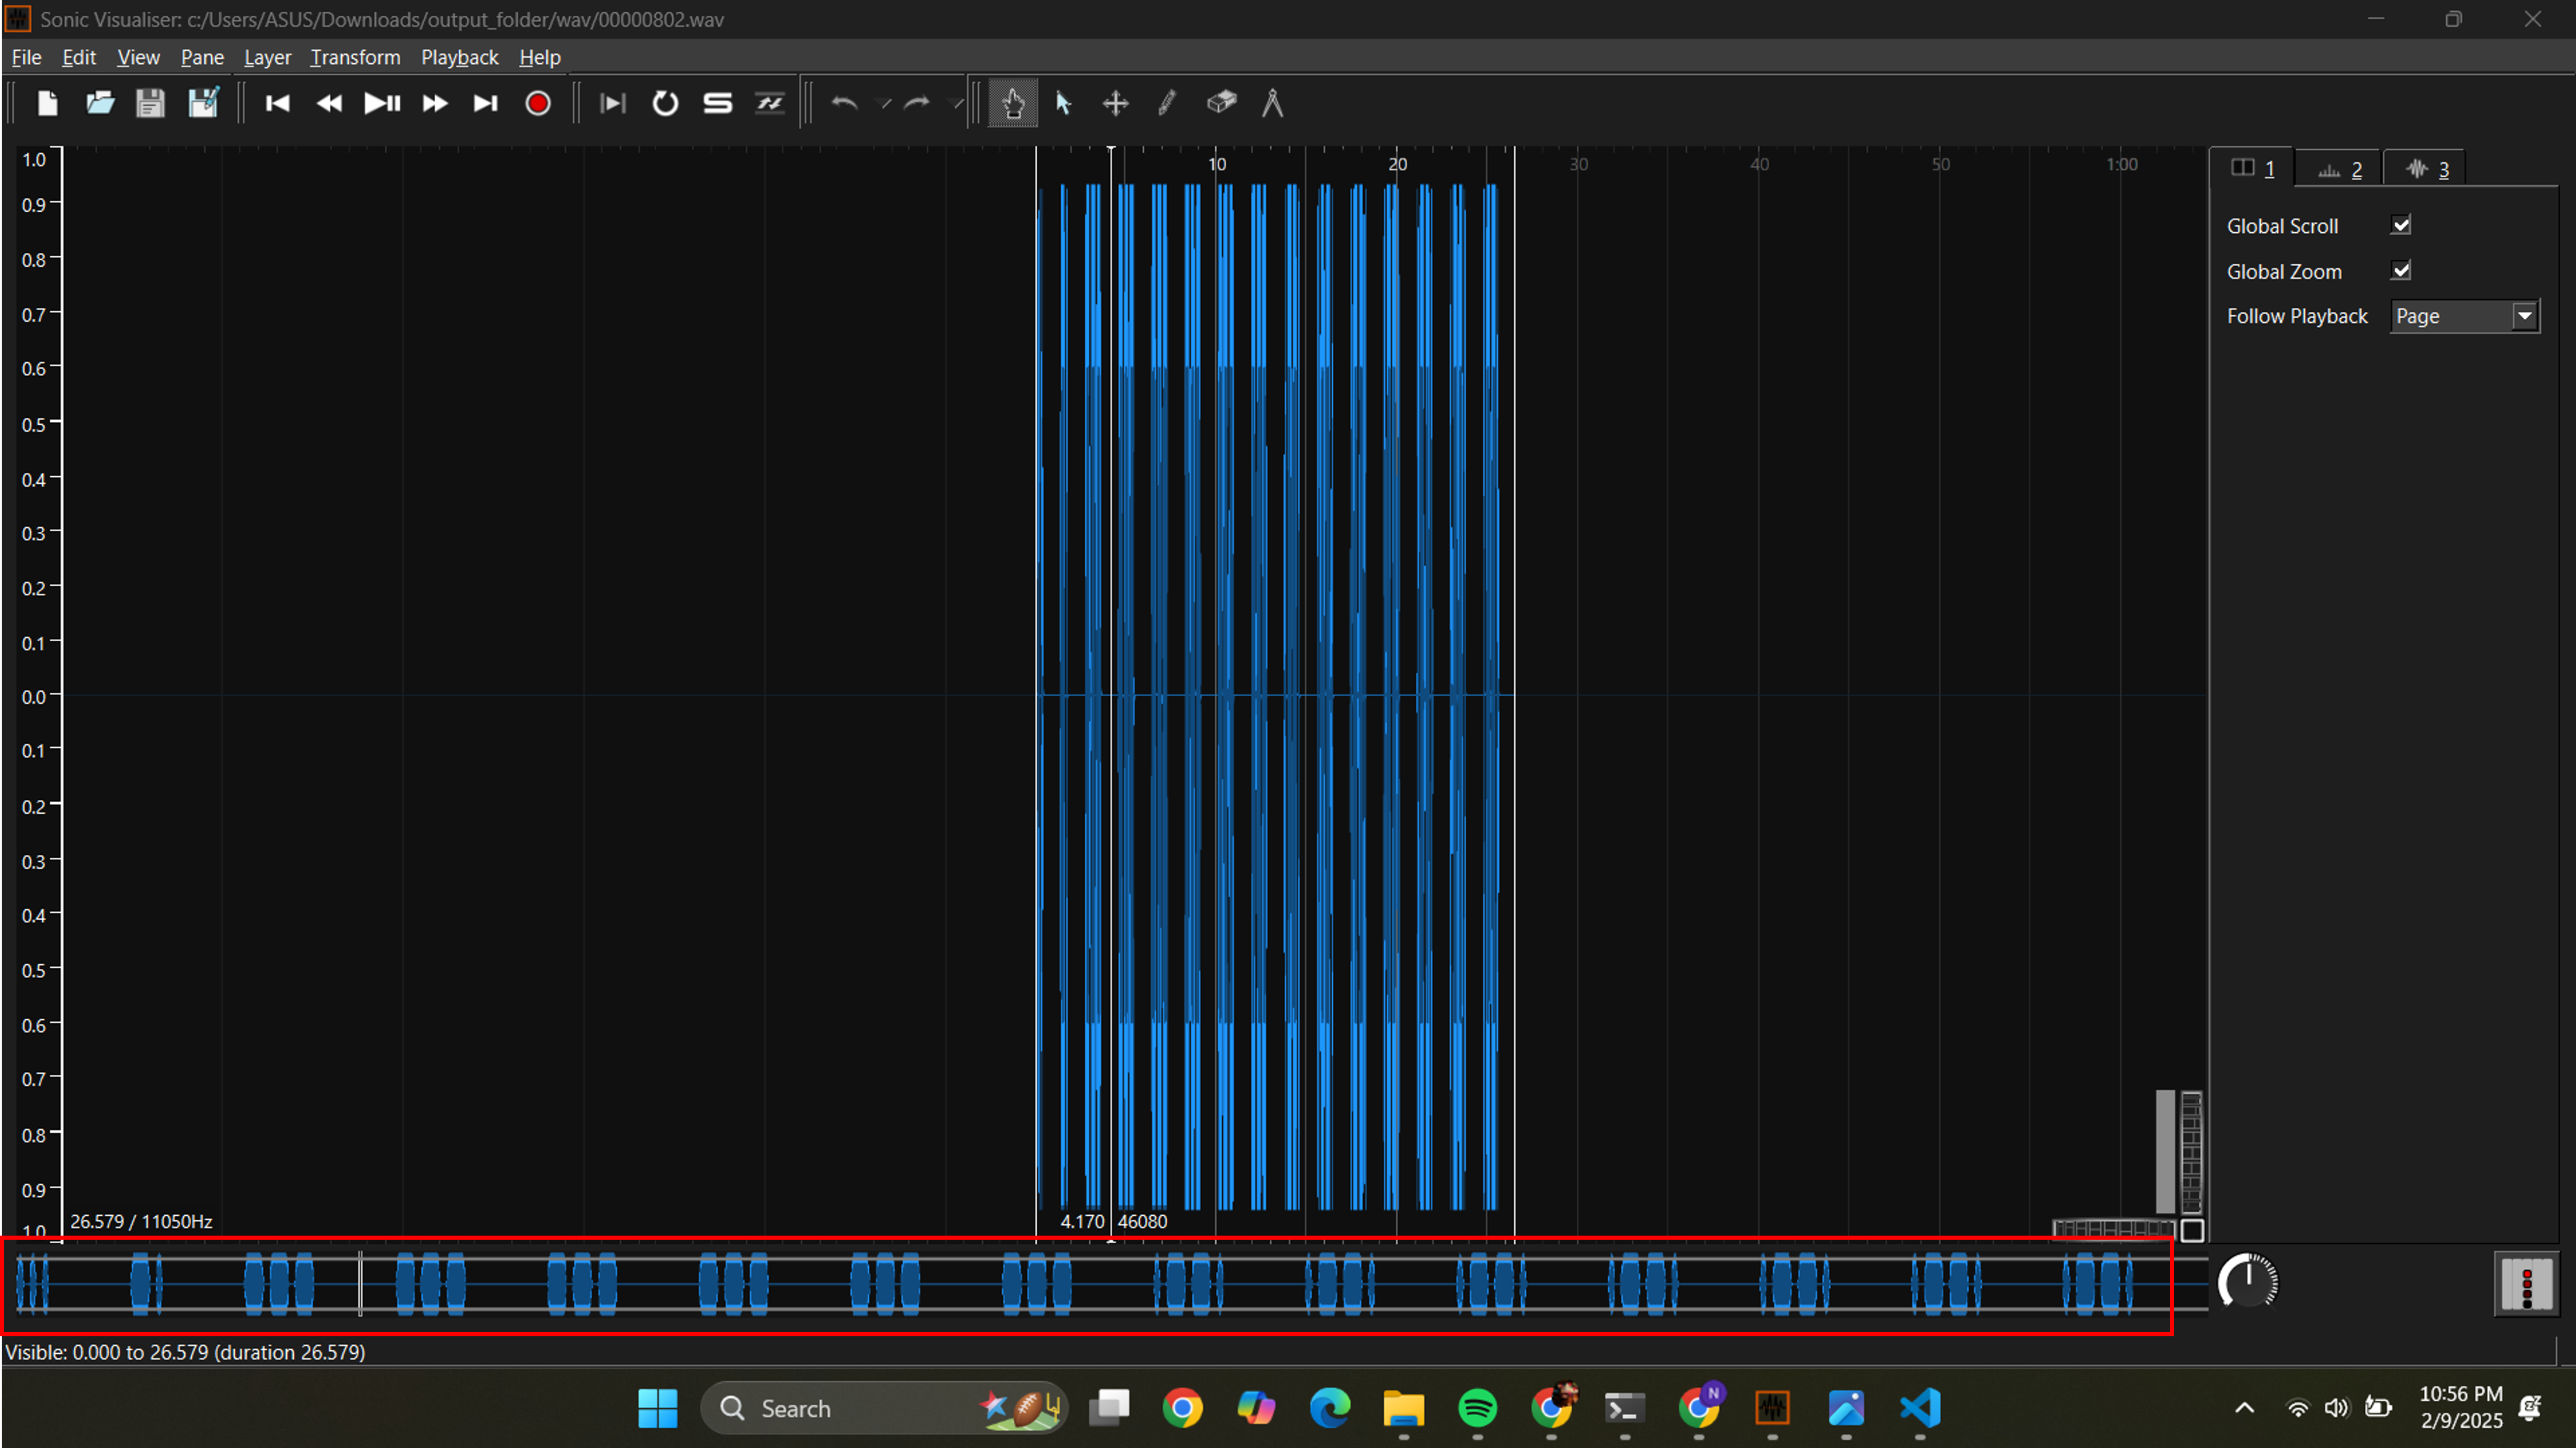 Sonic Visualiser: c:/Users/ASUS/Downloads/output_folder/wav/00000802.wav
File Edit View Pane Layer Transform Playback Help
1.0 10 20 30 40 50 1:00 1 2 3
0.9
0.8
0.7
0.6
0.5
0.4
0.3
0.2
0.1
0.0
0.1
0.2
0.3
0.4
0.5
0.6
0.7
0.8
0.9
1.0
Global Scroll
Global Zoom
Follow Playback Page
26.579 / 11050Hz 4.170 46080
Visible: 0.000 to 26.579 (duration 26.579)
Search N 10:56 PM
2/9/2025